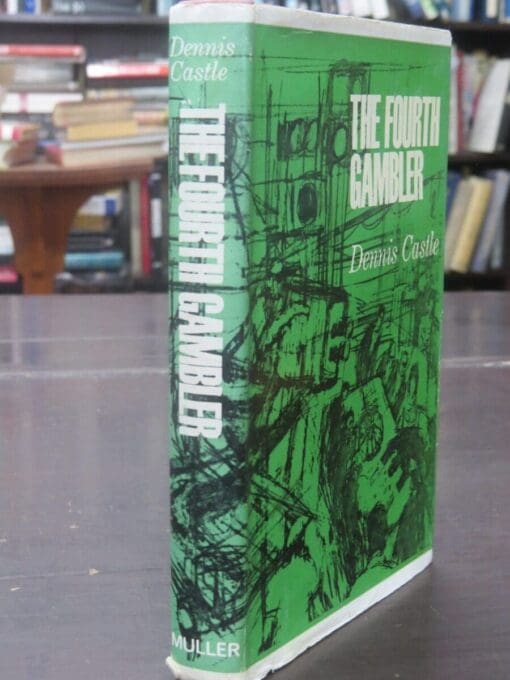 Dennis
Castle
THE FOURTH GAMBLER
MULLER
THE FOURTH
GAMBLER
Dennis Castle